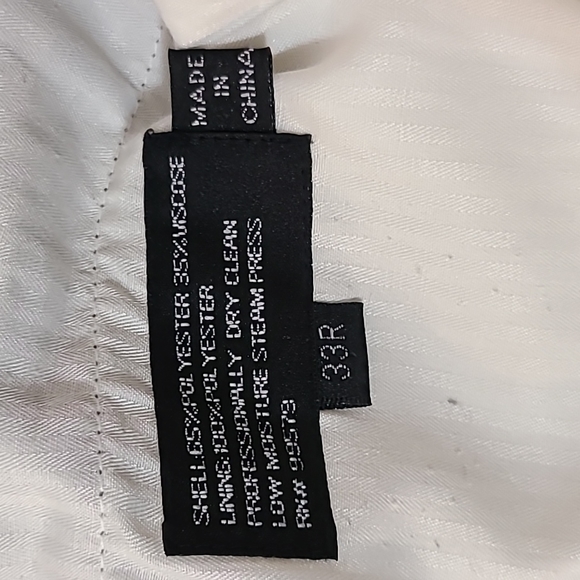 MADE
IN
CHINA
SHELL:65%POLYESTER 35%VISCOSE
LINING:100%POLYESTER
PROFESSIONALLY DRY CLEAN
LOW MOISTURE STEAM PRESS
RN# 99579
33R